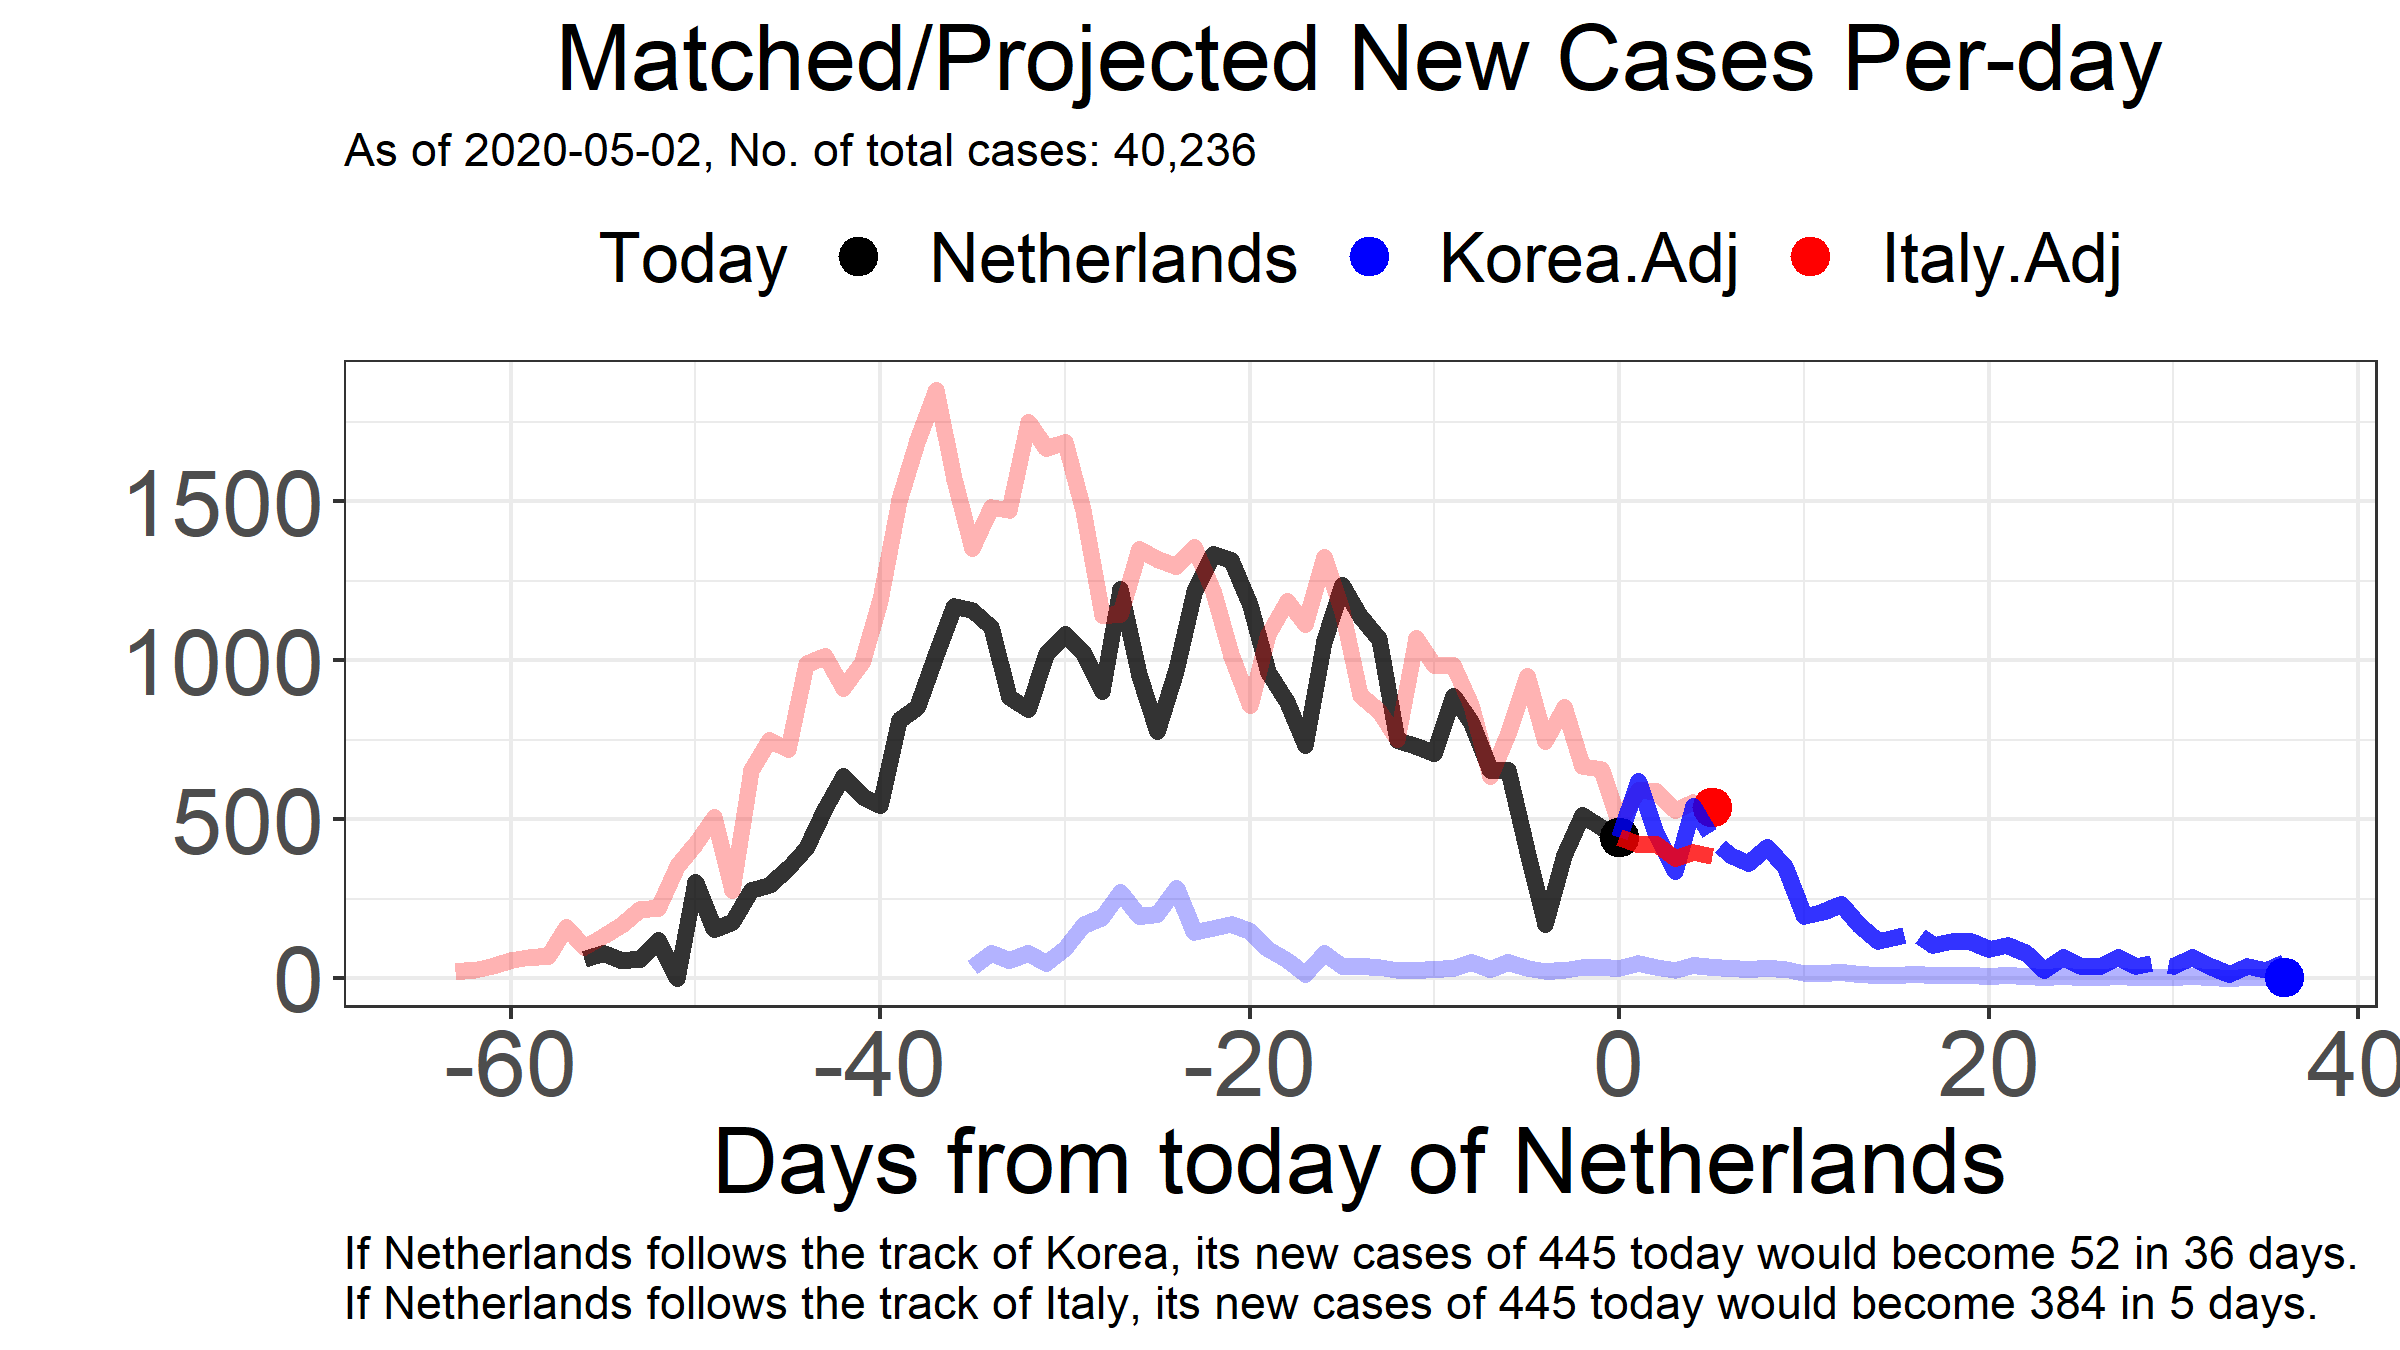 Matched/Projected New Cases Per-day
As of 2020-05-02, No. of total cases: 40,236
Today Netherlands Korea.Adj Italy.Adj
1500
1000
500
0
-60 -40 -20 0 20 40
Days from today of Netherlands
If Netherlands follows the track of Korea, its new cases of 445 today would become 52 in 36 days.
If Netherlands follows the track of Italy, its new cases of 445 today would become 384 in 5 days.